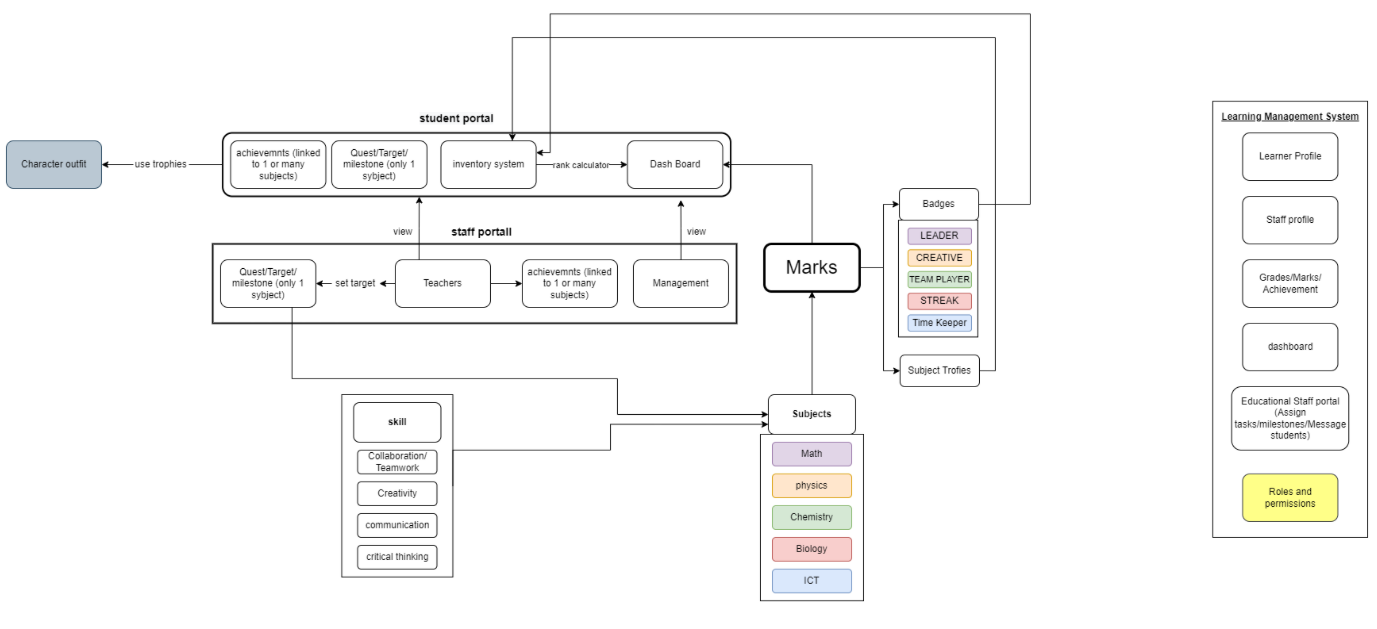 student portal
Character outfit
use trophies
achievemnts (linked
to 1 or many
subjects)
Quest/Target/
milestone (only 1
sybject)
inventory system
rank calculator
Dash Board
view
staff portall
view
Quest/Target/
milestone (only 1
sybject)
set target
Teachers
achievemnts (linked
to 1 or many
subjects)
Management
Marks
Badges
LEADER
CREATIVE
TEAM PLAYER
STREAK
Time Keeper
Subject Trofies
skill
Collaboration/
Teamwork
Creativity
communication
critical thinking
Subjects
Math
physics
Chemistry
Biology
ICT
Learning Management System
Learner Profile
Staff profile
Grades/Marks/
Achievement
dashboard
Educational Staff portal
(Assign
tasks/milestones/Message
students)
Roles and
permissions